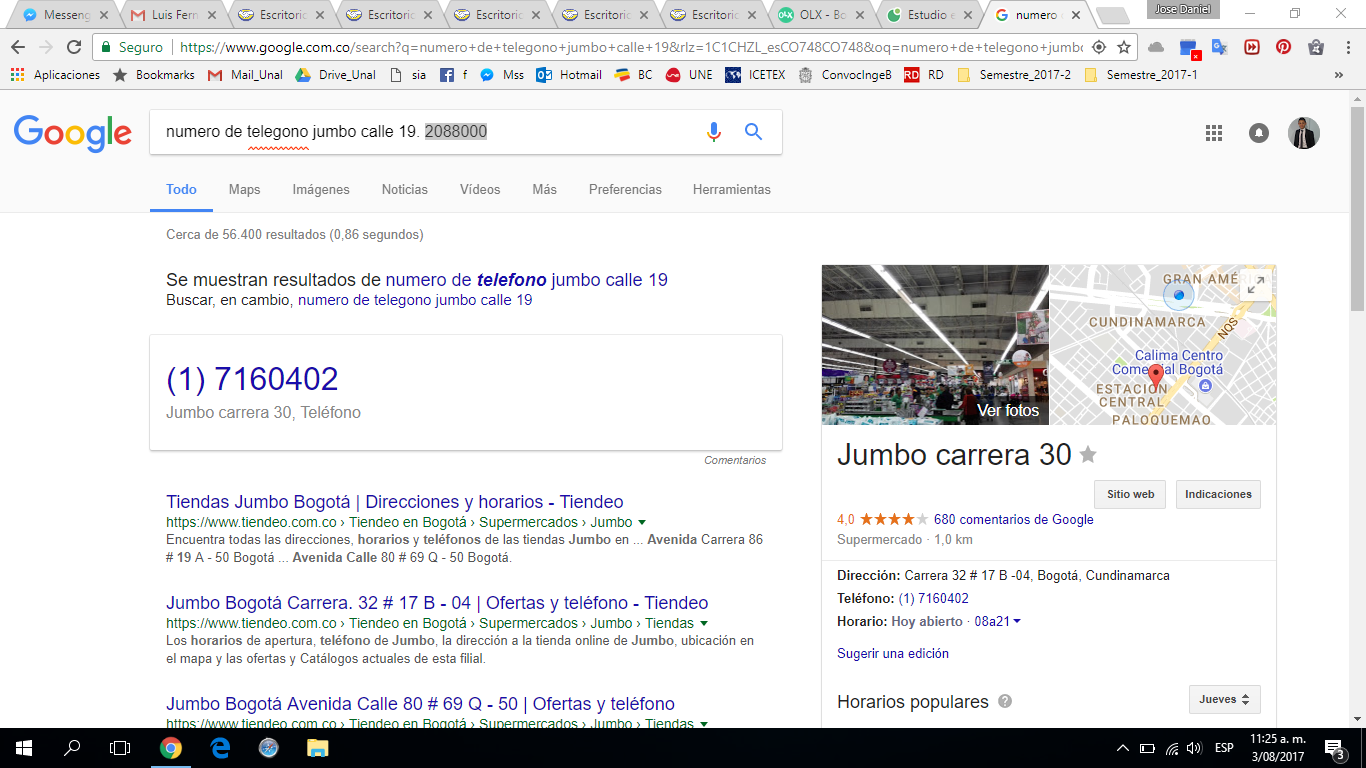 Messeng
Luis Fern
Escritori
Escritori
Escritori
Escritori
Escritori
OLX - Bo
Estudio e
numero
Jose Daniel
Seguro
https://www.google.com.co/search?q=numero+de+telegono+jumbo+calle+19&rlz=1C1CHZL_esCO748CO748&oq=numero+de+telegono+jumbo
Aplicaciones Bookmarks Mail_Unal Drive_Unal sia f Mss Hotmail BC UNE ICETEX ConvocIngeB RD RD Semestre_2017-2 Semestre_2017-1 »
Google
numero de telegono jumbo calle 19. 2088000
Todo Maps Imágenes Noticias Vídeos Más Preferencias Herramientas
Cerca de 56.400 resultados (0,86 segundos)
Se muestran resultados de numero de telefono jumbo calle 19
Buscar, en cambio, numero de telegono jumbo calle 19
(1) 7160402
Jumbo carrera 30, Teléfono
Comentarios
Tiendas Jumbo Bogotá | Direcciones y horarios - Tiendeo
https://www.tiendeo.com.co › Tiendeo en Bogotá › Supermercados › Jumbo
Encuentra todas las direcciones, horarios y teléfonos de las tiendas Jumbo en ... Avenida Carrera 86
# 19 A - 50 Bogotá ... Avenida Calle 80 # 69 Q - 50 Bogotá.
Jumbo Bogotá Carrera. 32 # 17 B - 04 | Ofertas y teléfono - Tiendeo
https://www.tiendeo.com.co › Tiendeo en Bogotá › Supermercados › Jumbo › Tiendas
Los horarios de apertura, teléfono de Jumbo, la dirección a la tienda online de Jumbo, ubicación en
el mapa y las ofertas y Catálogos actuales de esta filial.
Jumbo Bogotá Avenida Calle 80 # 69 Q - 50 | Ofertas y teléfono
https://www.tiendeo.com.co › Tiendeo en Bogotá › Supermercados › Jumbo › Tiendas
Ver fotos
GRAN AMÉ
CUNDINAMARCA
NQS
Calima Centro
Comercial Bogotá
ESTACIÓN
CENTRAL
PALOQUEMAO
Jumbo carrera 30
Sitio web
Indicaciones
4,0 680 comentarios de Google
Supermercado · 1,0 km
Dirección: Carrera 32 # 17 B -04, Bogotá, Cundinamarca
Teléfono: (1) 7160402
Horario: Hoy abierto · 08a21
Sugerir una edición
Horarios populares ?
Jueves
ESP
11:25 a. m.
3/08/2017
3